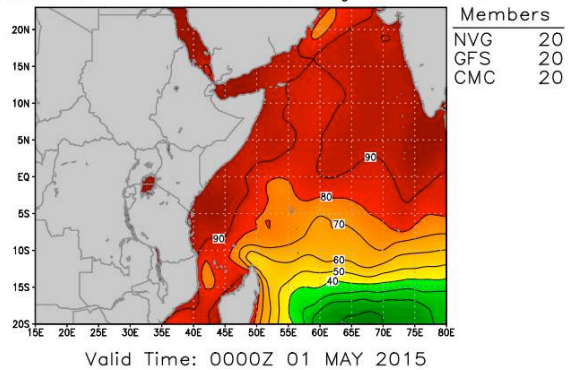 Members
NVG 20
GFS 20
CMC 20
20N
15N
10N
5N
EQ
5S
10S
15S
20S
90
80
70
90
60
50
40
15E 20E 25E 30E 35E 40E 45E 50E 55E 60E 65E 70E 75E 80E
Valid Time: 0000Z 01 MAY 2015